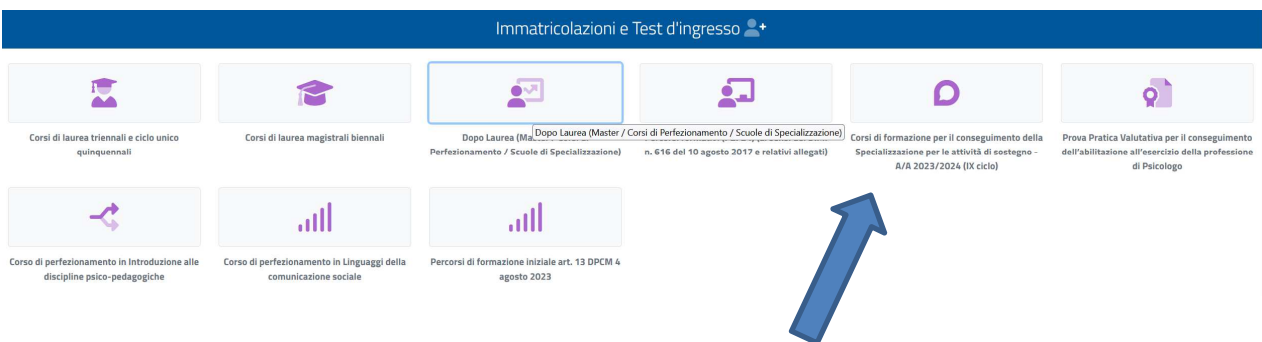 Immatricolazioni e Test d'ingresso
Corsi di laurea triennali e ciclo unico
quinquennali
Corsi di laurea magistrali biennali
Dopo Laurea (Ma
Perfezionamento / Scuole di Specializzazione)
Dopo Laurea (Master / Corsi di Perfezionamento / Scuole di Specializzazione)
n. 616 del 10 agosto 2017 e relativi allegati)
Corsi di formazione per il conseguimento della
Specializzazione per le attività di sostegno -
A/A 2023/2024 (IX ciclo)
Prova Pratica Valutativa per il conseguimento
dell'abilitazione all'esercizio della professione
di Psicologo
Corso di perfezionamento in Introduzione alle
discipline psico-pedagogiche
Corso di perfezionamento in Linguaggi della
comunicazione sociale
Percorsi di formazione iniziale art. 13 DPCM 4
agosto 2023